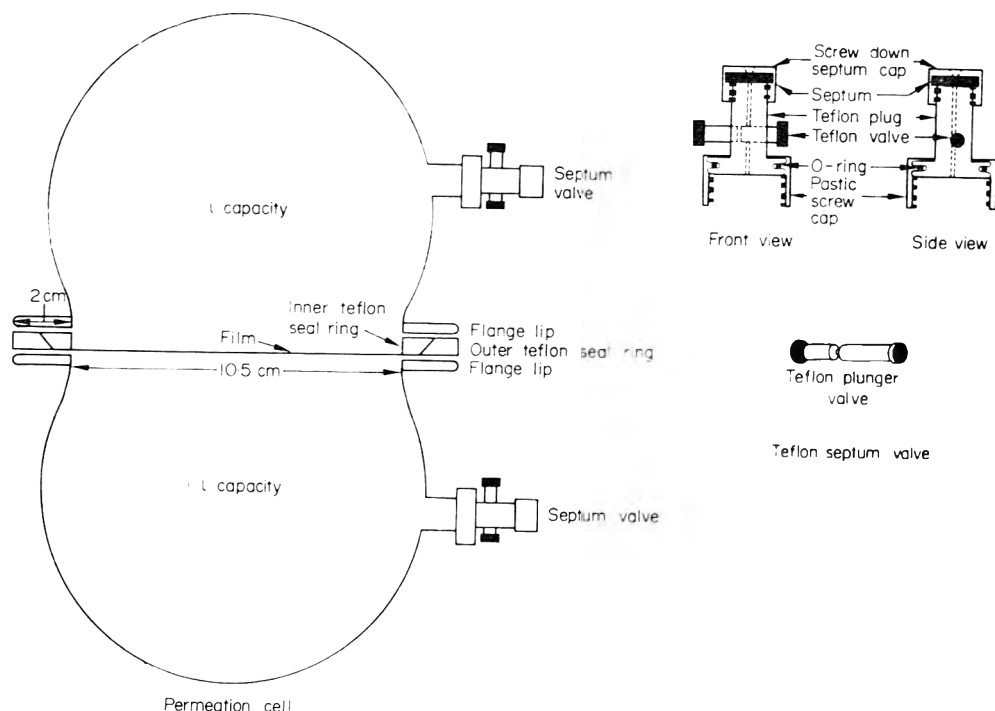 Septum
valve
l capacity
2cm
Inner teflon
seal ring
Film
Flange lip
Outer teflon seal ring
Flange lip
10·5 cm
l capacity
Septum valve
Permeation cell
Screw down
septum cap
Septum
Teflon plug
Teflon valve
O-ring
Pastic
screw
cap
Front view
Side view
Teflon plunger
valve
Teflon septum valve